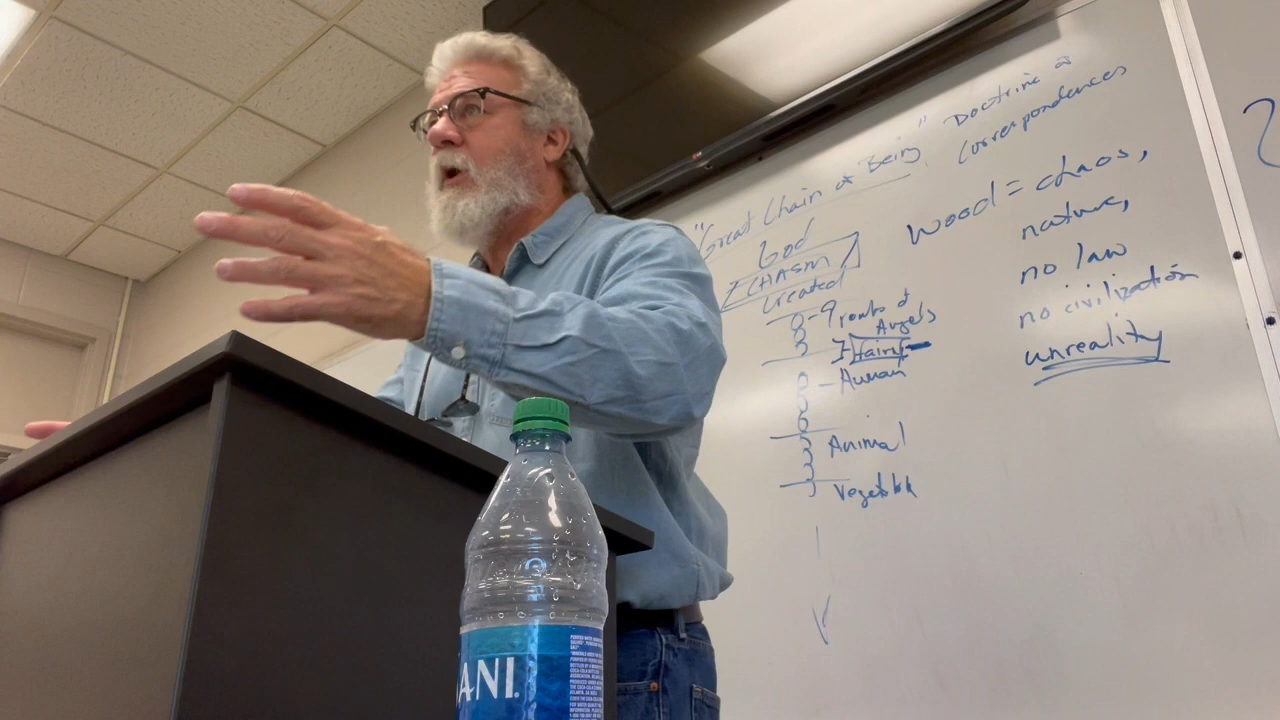 "Great Chain of Being" Doctrine of
Correspondences
God
CHASM
Created
9 ranks of
Angels
Fairy
Human
Animal
Vegetable
wood = chaos,
nature,
no law
no civilization
unreality
ANI